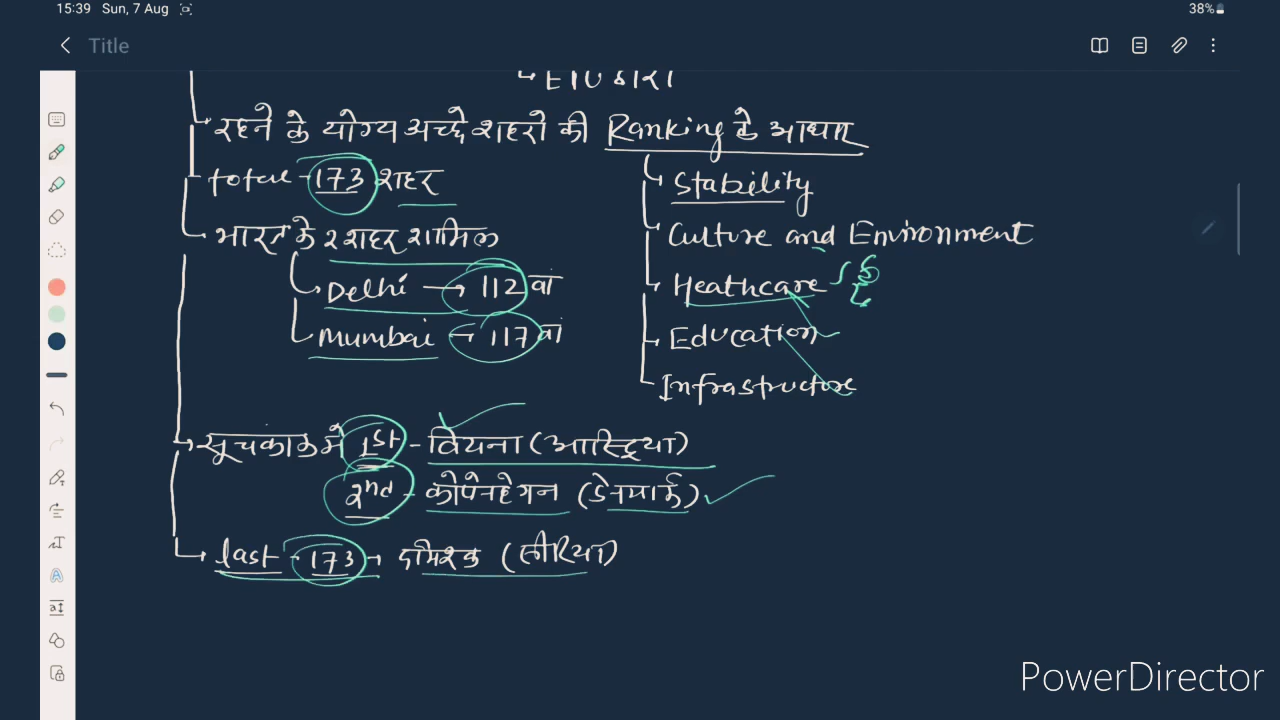 15:39 Sun, 7 Aug
38%
Title
रहने के योग्य अच्छे शहरो की Ranking के आधार
total - 173 शहर
Stability
भारत के २ शहर शामिल
Culture and Environment
Delhi → 112 वां
Heathcare
Mumbai → 117 वां
Education
Infrastructure
सूचकांक में 1st - वियना (आस्ट्रिया)
2nd - कोपेनहेगन (डेनमार्क)
last - 173 → दमिश्क (सीरिया)
PowerDirector